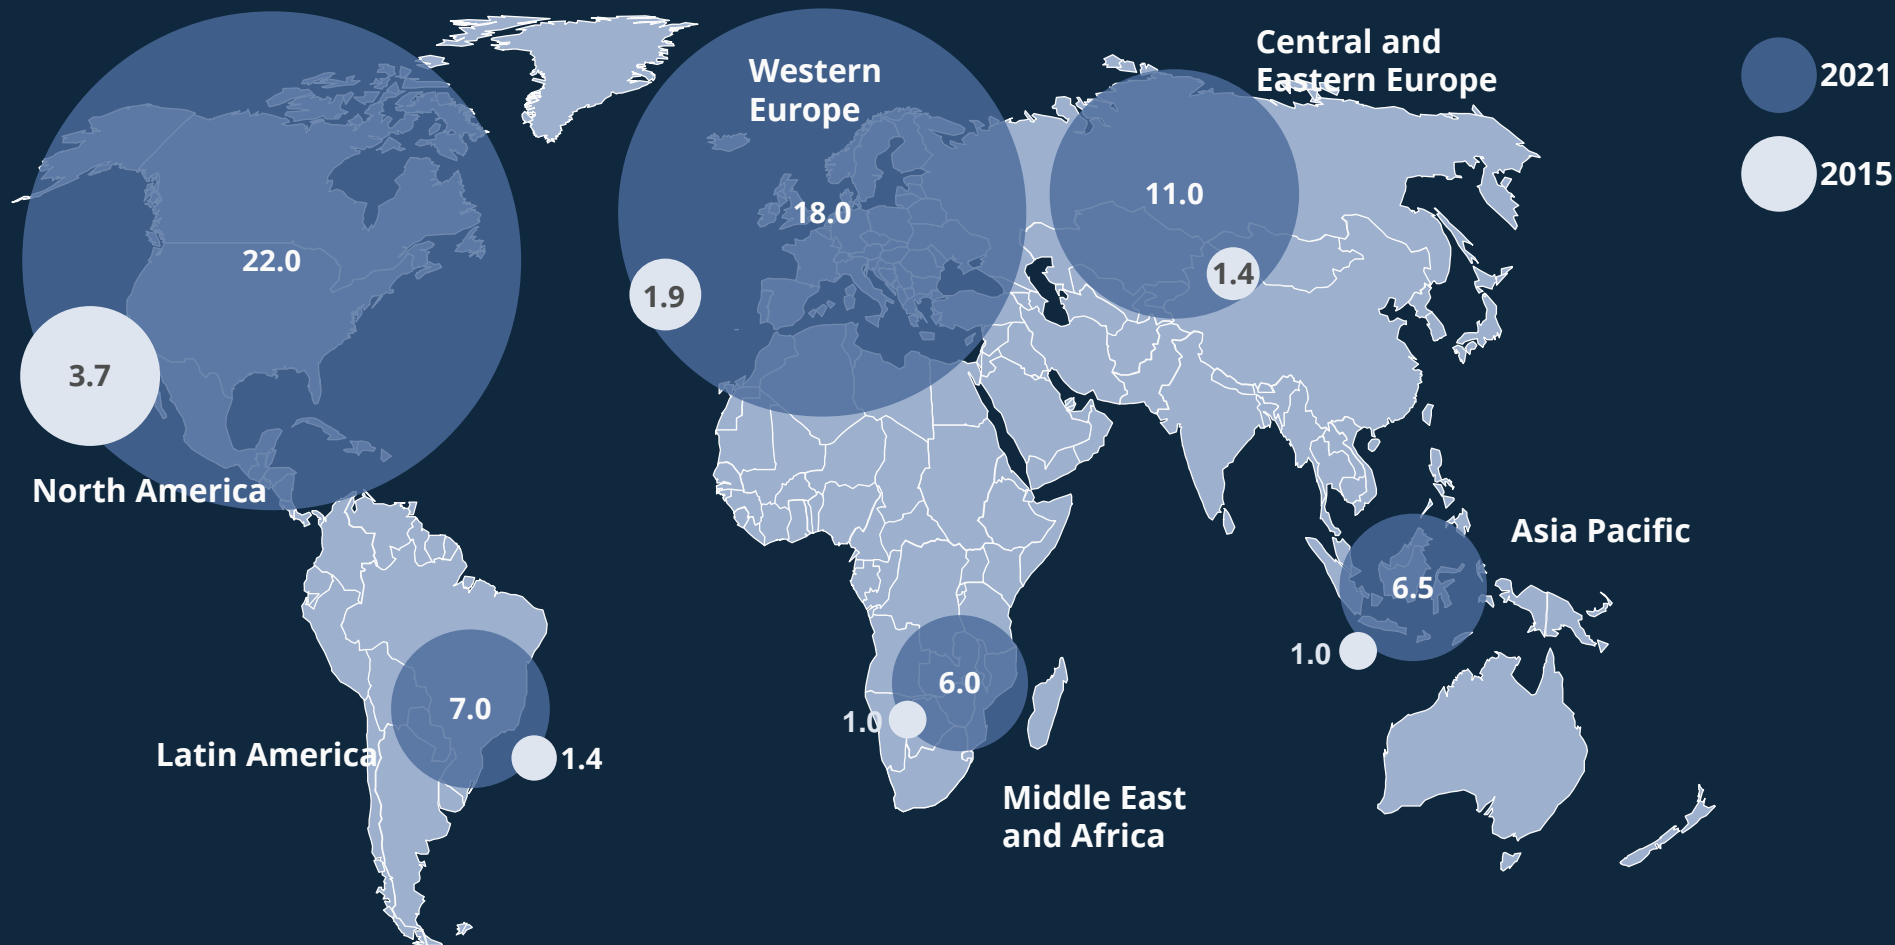 Central and
Eastern Europe
Western
Europe
2021
2015
18.0
11.0
22.0
1.9
1.4
3.7
North America
Asia Pacific
6.5
1.0
6.0
1.0
7.0
Latin America
1.4
Middle East
and Africa